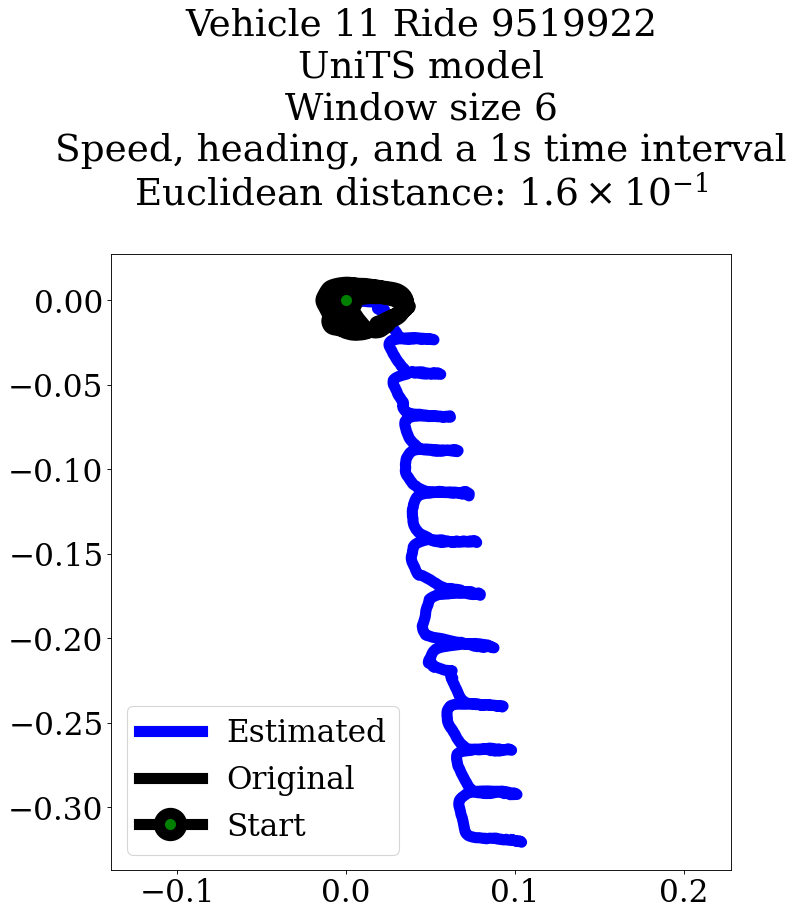 Vehicle 11 Ride 9519922
UniTS model
Window size 6
Speed, heading, and a 1s time interval
Euclidean distance: $1.6 \times 10^{-1}$
0.00
−0.05
−0.10
−0.15
−0.20
−0.25
−0.30
Estimated
Original
Start
−0.1
0.0
0.1
0.2